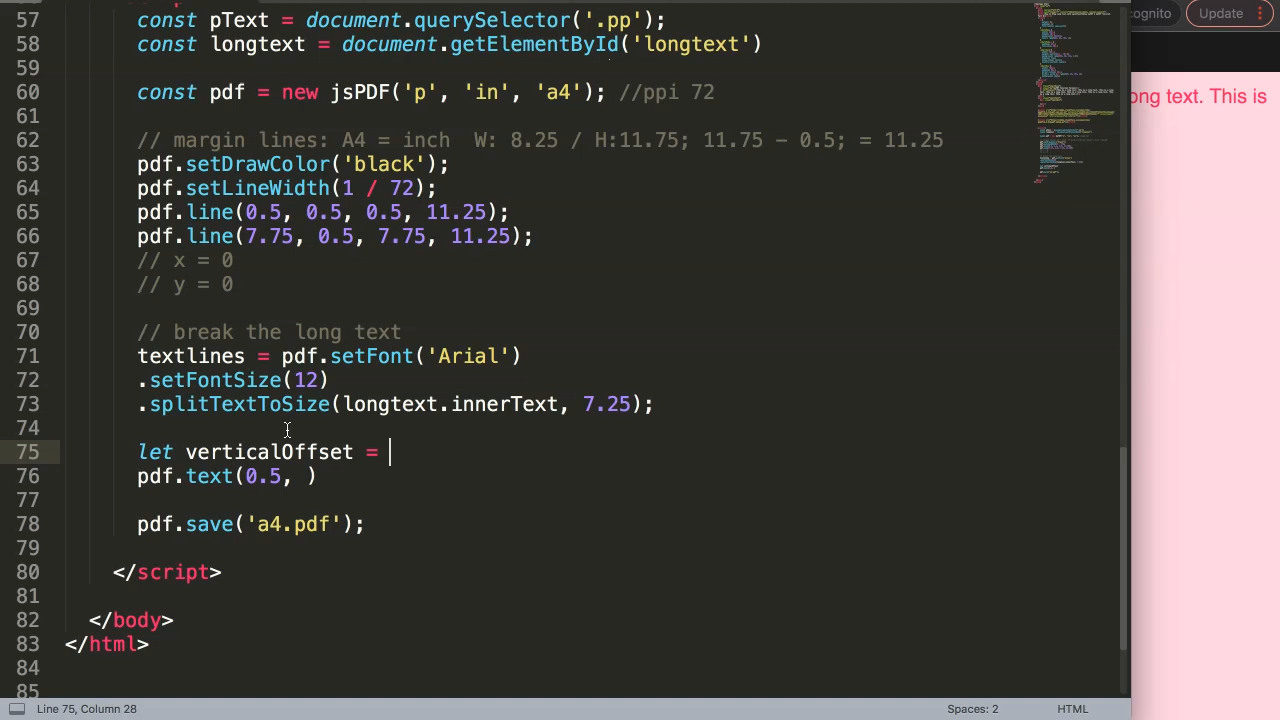 57 const pText = document.querySelector('.pp');
58 const longtext = document.getElementById('longtext')
59
60 const pdf = new jsPDF('p', 'in', 'a4'); //ppi 72
61
62 // margin lines: A4 = inch  W: 8.25 / H:11.75; 11.75 - 0.5; = 11.25
63 pdf.setDrawColor('black');
64 pdf.setLineWidth(1 / 72);
65 pdf.line(0.5, 0.5, 0.5, 11.25);
66 pdf.line(7.75, 0.5, 7.75, 11.25);
67 // x = 0
68 // y = 0
69
70 // break the long text
71 textlines = pdf.setFont('Arial')
72 .setFontSize(12)
73 .splitTextToSize(longtext.innerText, 7.25);
74
75 let verticalOffset =
76 pdf.text(0.5, )
77
78 pdf.save('a4.pdf');
79
80 </script>
81
82 </body>
83 </html>
84
85
Line 75, Column 28
Spaces: 2
HTML
cognito
Update
ong text. This is